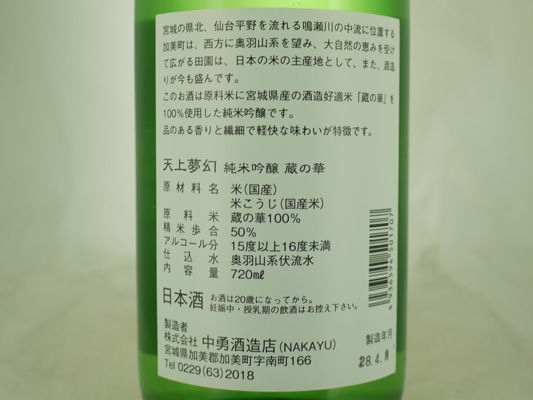 宮城の県北、仙台平野を流れる鳴瀬川の中流に位置する
加美町は、西方に奥羽山系を望み、大自然の恵みを受け
て広がる田園は、日本の米の主産地として、また、酒造
りが今も盛んです。
このお酒は原料米に宮城県産の酒造好適米「蔵の華」を
100%使用した純米吟醸です。
品のある香りと繊細で軽快な味わいが特徴です。
天上夢幻 純米吟醸 蔵の華
原材料名 米(国産)
米こうじ(国産米)
原料米 蔵の華100%
精米歩合 50%
アルコール分 15度以上16度未満
仕込水 奥羽山系伏流水
内容量 720mℓ
日本酒 お酒は20歳になってから。
妊娠中・授乳期の飲酒はお控え下さい。
製造者
株式会社 中勇酒造店(NAKAYU)
宮城県加美郡加美町字南町166
Tel 0229(63)2018
4936594501707
製造年月
28.4.